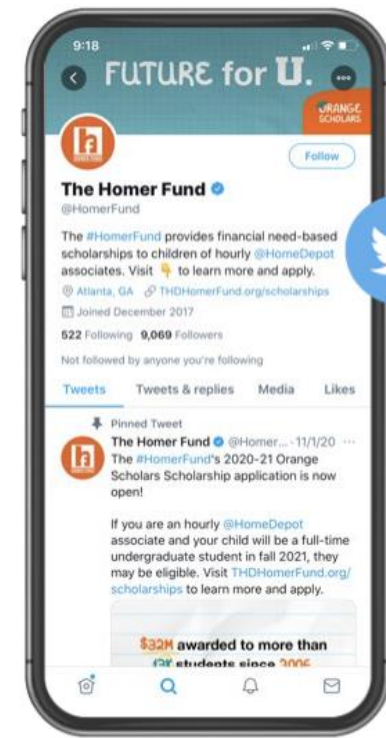 9:18
FUTURE for U.
ORANGE
SCHOLARS
HOMER FUND
Follow
The Homer Fund
@HomerFund
The #HomerFund provides financial need-based
scholarships to children of hourly @HomeDepot
associates. Visit 👇 to learn more and apply.
Atlanta, GA THDHomerFund.org/scholarships
Joined December 2017
522 Following 9,069 Followers
Not followed by anyone you're following
Tweets Tweets & replies Media Likes
Pinned Tweet
The Homer Fund @Homer... · 11/1/20 ···
The #HomerFund's 2020-21 Orange
Scholars Scholarship application is now
open!
If you are an hourly @HomeDepot
associate and your child will be a full-time
undergraduate student in fall 2021, they
may be eligible. Visit THDHomerFund.org/
scholarships to learn more and apply.
$32M awarded to more than
students since 2006